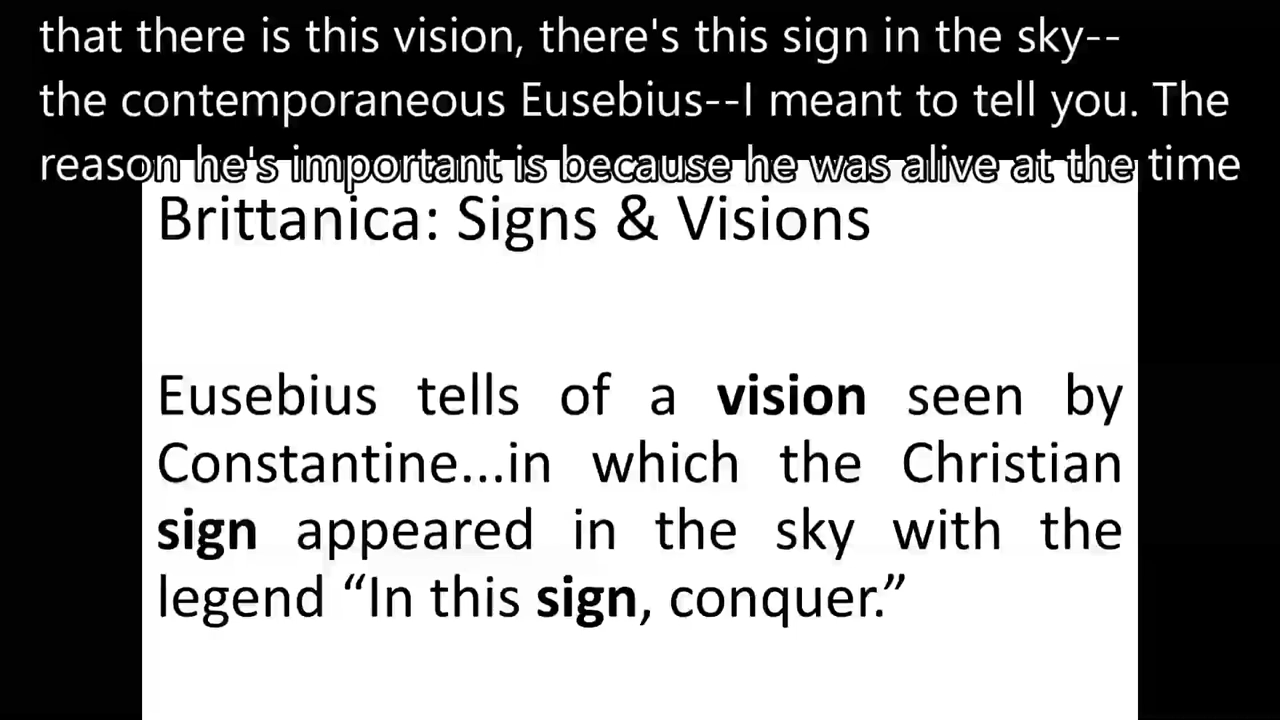 that there is this vision, there's this sign in the sky--
the contemporaneous Eusebius--I meant to tell you. The
reason he's important is because he was alive at the time
Brittanica: Signs & Visions
Eusebius tells of a vision seen by
Constantine...in which the Christian
sign appeared in the sky with the
legend “In this sign, conquer.”